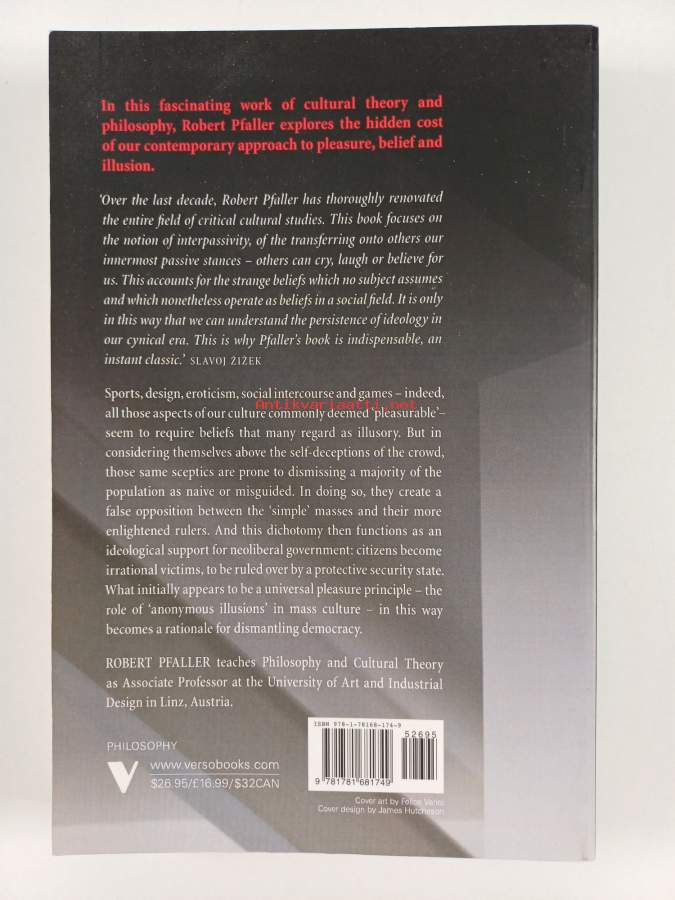 In this fascinating work of cultural theory and
philosophy, Robert Pfaller explores the hidden cost
of our contemporary approach to pleasure, belief and
illusion.
‘Over the last decade, Robert Pfaller has thoroughly renovated
the entire field of critical cultural studies. This book focuses on
the notion of interpassivity, of the transferring onto others our
innermost passive stances – others can cry, laugh or believe for
us. This accounts for the strange beliefs which no subject assumes
and which nonetheless operate as beliefs in a social field. It is only
in this way that we can understand the persistence of ideology in
our cynical era. This is why Pfaller’s book is indispensable, an
instant classic.’ SLAVOJ ŽIŽEK
Sports, design, eroticism, social intercourse and games – indeed,
Antikvariaatti.net
all those aspects of our culture commonly deemed ‘pleasurable’–
seem to require beliefs that many regard as illusory. But in
considering themselves above the self-deceptions of the crowd,
those same sceptics are prone to dismissing a majority of the
population as naive or misguided. In doing so, they create a
false opposition between the ‘simple’ masses and their more
enlightened rulers. And this dichotomy then functions as an
ideological support for neoliberal government: citizens become
irrational victims, to be ruled over by a protective security state.
What initially appears to be a universal pleasure principle – the
role of ‘anonymous illusions’ in mass culture – in this way
becomes a rationale for dismantling democracy.
ROBERT PFALLER teaches Philosophy and Cultural Theory
as Associate Professor at the University of Art and Industrial
Design in Linz, Austria.
PHILOSOPHY
www.versobooks.com
$26.95/£16.99/$32CAN
ISBN 978-1-78168-174-9
52695
9 781781 681749
Cover art by Felice Varini
Cover design by James Hutcheson